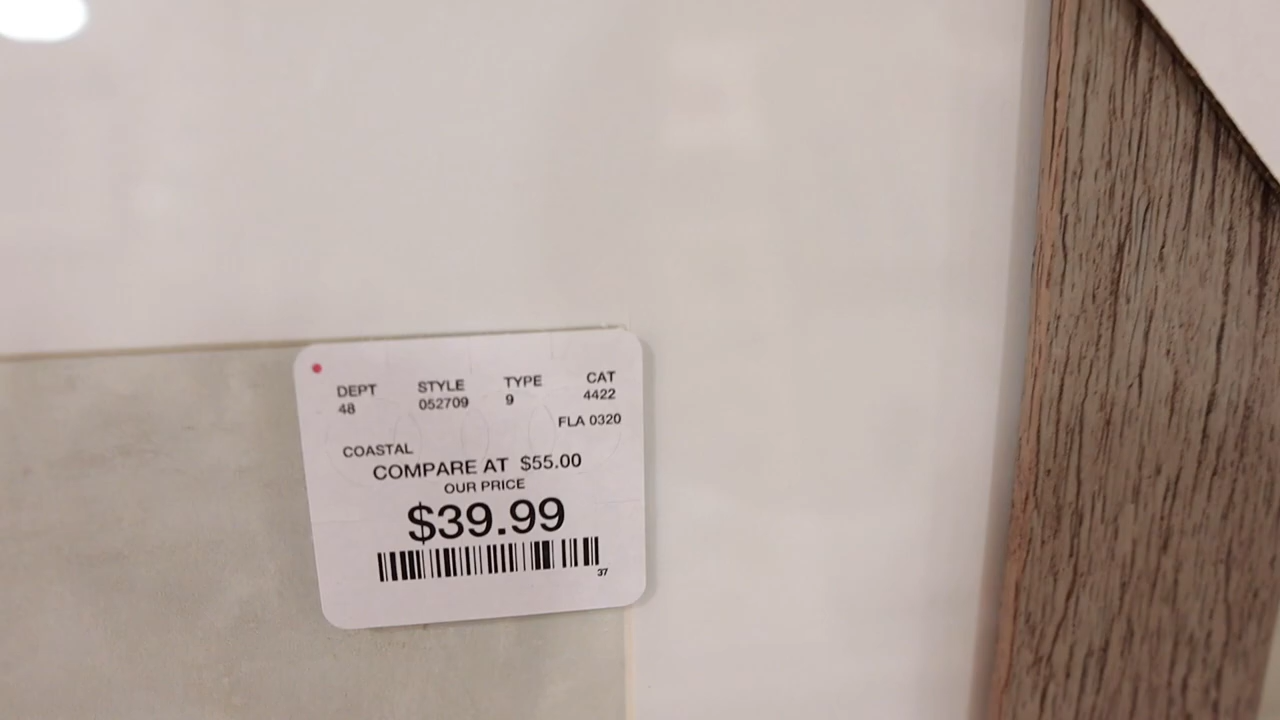 DEPT STYLE TYPE CAT
48 052709 9 4422
FLA 0320
COASTAL
COMPARE AT $55.00
OUR PRICE
$39.99
37